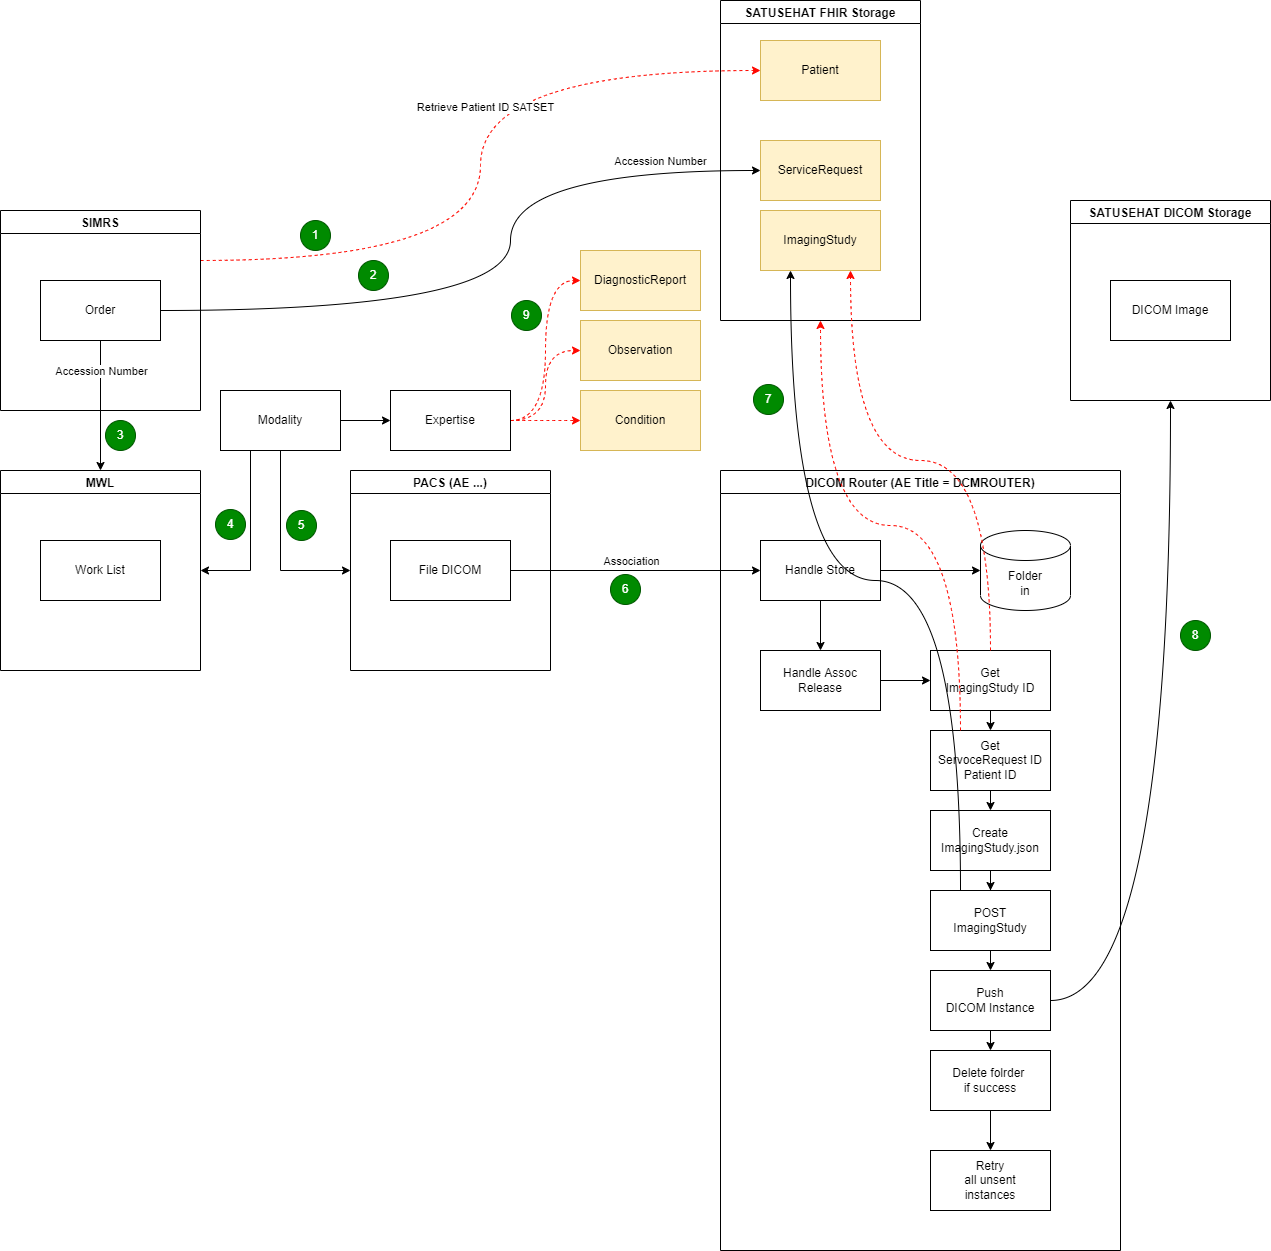 SATUSEHAT FHIR Storage
Patient
Retrieve Patient ID SATSET
Accession Number
ServiceRequest
ImagingStudy
SATUSEHAT DICOM Storage
DICOM Image
SIMRS
1
2
Order
Accession Number
3
9
DiagnosticReport
Observation
Condition
Modality
Expertise
7
MWL
Work List
4
5
PACS (AE ...)
File DICOM
Association
6
DICOM Router (AE Title = DCMROUTER)
Handle Store
Folder
in
8
Handle Assoc
Release
Get
ImagingStudy ID
Get
ServoceRequest ID
Patient ID
Create
ImagingStudy.json
POST
ImagingStudy
Push
DICOM Instance
Delete folrder
if success
Retry
all unsent
instances